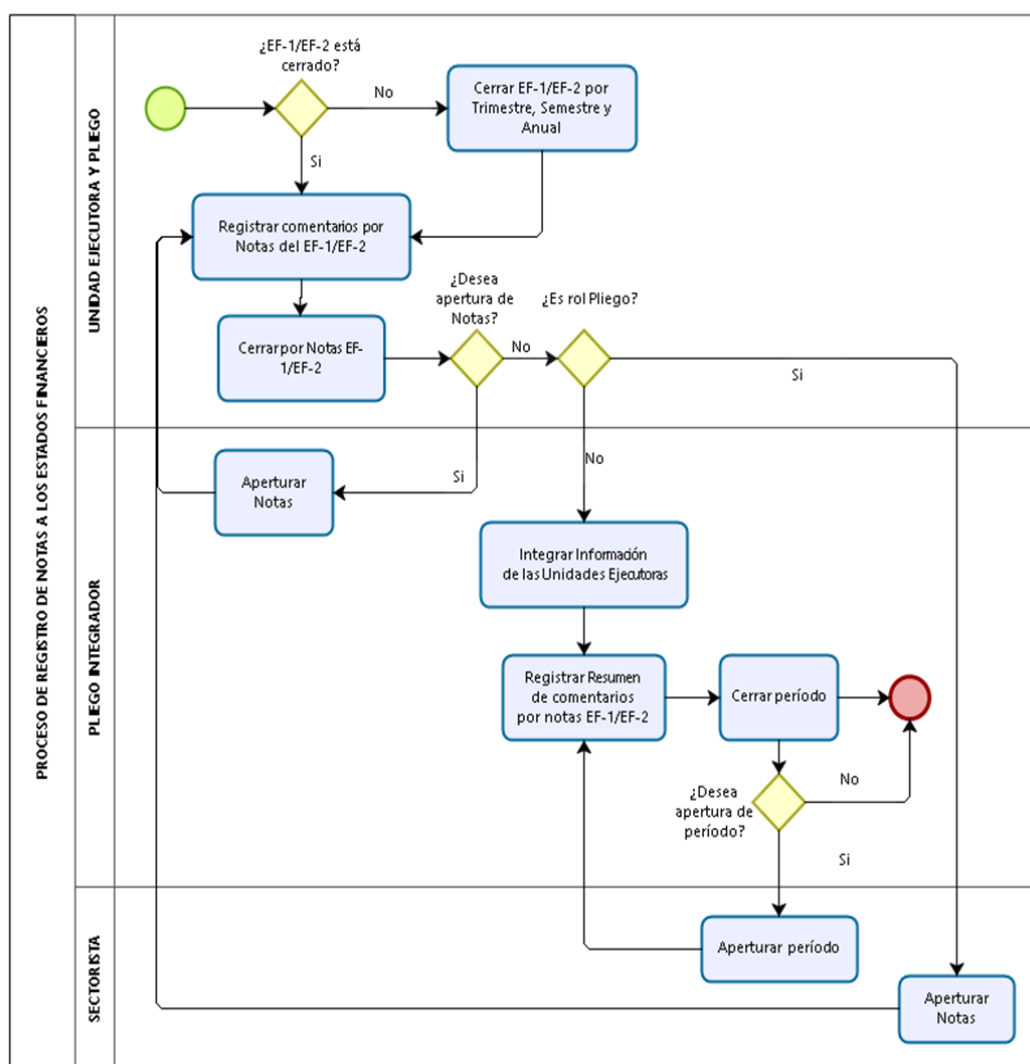 PROCESO DE REGISTRO DE NOTAS A LOS ESTADOS FINANCIEROS
UNIDAD EJECUTORA Y PLIEGO
¿EF-1/EF-2 está
cerrado?
No
Cerrar EF-1/EF-2 por
Trimestre, Semestre y
Anual
Si
Registrar comentarios por
Notas del EF-1/EF-2
Cerrar por Notas EF-
1/EF-2
¿Desea
apertura de
Notas?
No
¿Es rol Pliego?
Si
PLIEGO INTEGRADOR
Aperturar
Notas
Si
No
Integrar Información
de las Unidades Ejecutoras
Registrar Resumen
de comentarios
por notas EF-1/EF-2
Cerrar período
¿Desea
apertura de
período?
No
Si
SECTORISTA
Aperturar período
Aperturar
Notas